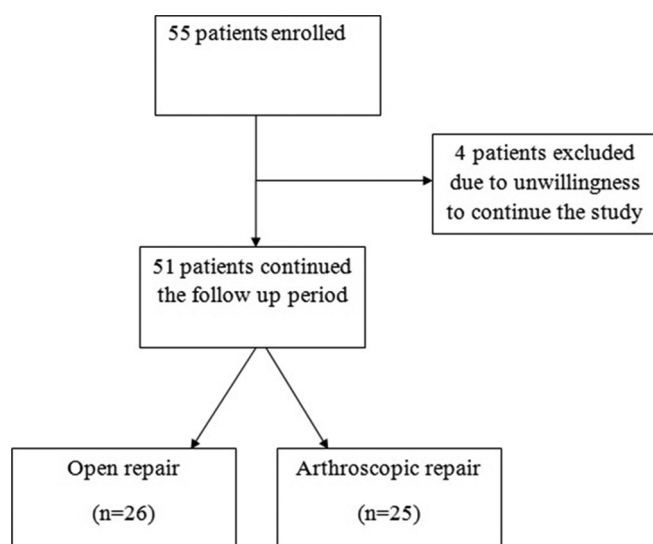 55 patients enrolled
4 patients excluded
due to unwillingness
to continue the study
51 patients continued
the follow up period
Open repair
(n=26)
Arthroscopic repair
(n=25)